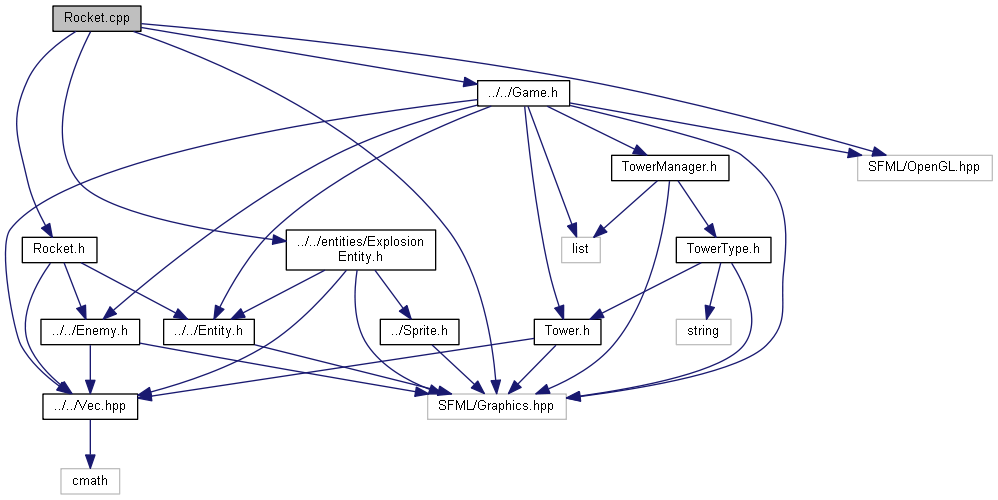 Rocket.cpp
../../Game.h
TowerManager.h
SFML/OpenGL.hpp
Rocket.h
../../entities/Explosion
Entity.h
list
TowerType.h
../../Enemy.h
../../Entity.h
../Sprite.h
Tower.h
string
../../Vec.hpp
SFML/Graphics.hpp
cmath